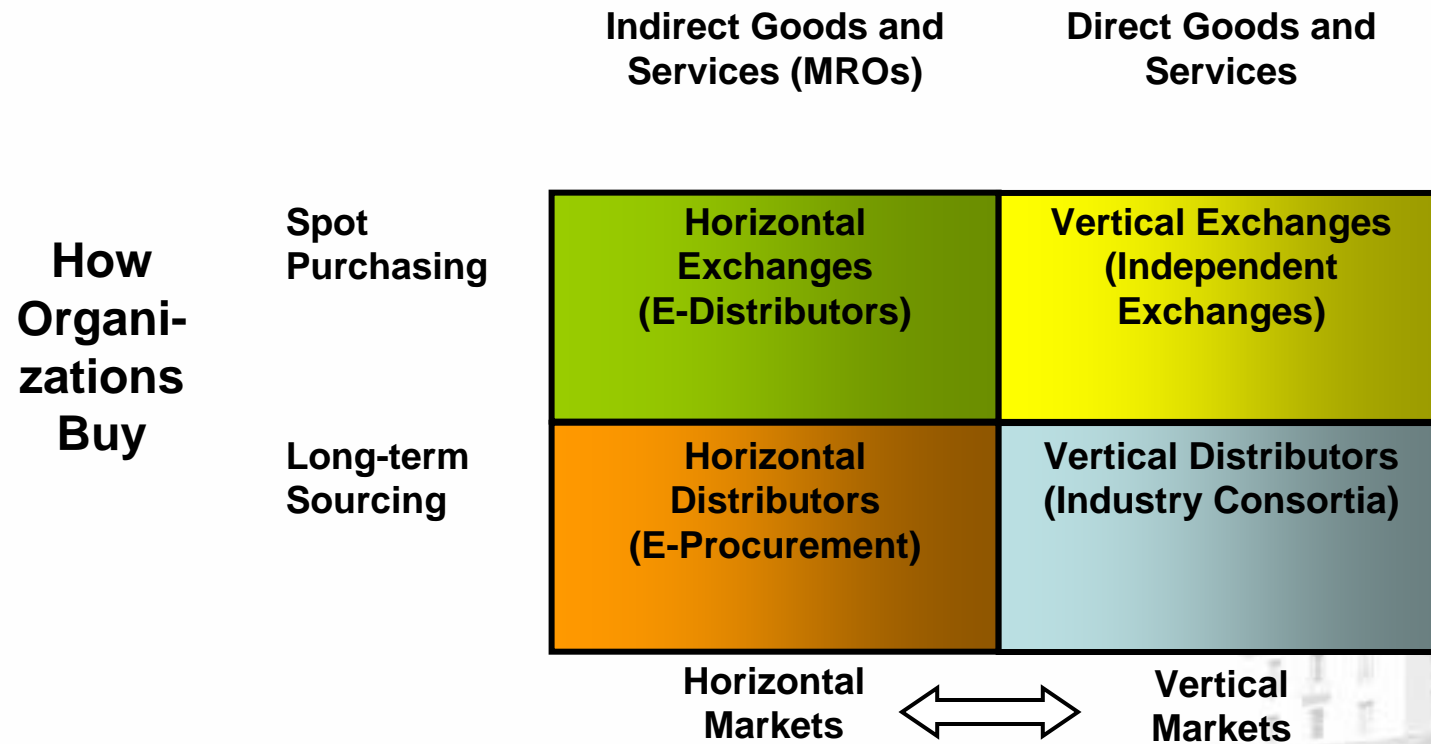 Indirect Goods and
Services (MROs)
Direct Goods and
Services
How
Organi-
zations
Buy
Spot
Purchasing
Horizontal
Exchanges
(E-Distributors)
Vertical Exchanges
(Independent
Exchanges)
Long-term
Sourcing
Horizontal
Distributors
(E-Procurement)
Vertical Distributors
(Industry Consortia)
Horizontal
Markets
Vertical
Markets